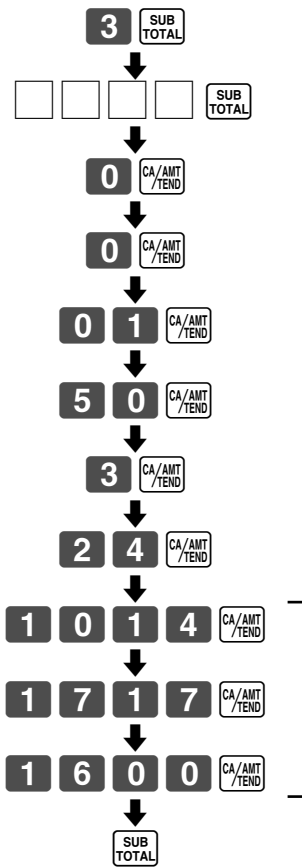 3 SUB TOTAL
SUB TOTAL
0 CA/AMT /TEND
0 CA/AMT /TEND
0 1 CA/AMT /TEND
5 0 CA/AMT /TEND
3 CA/AMT /TEND
2 4 CA/AMT /TEND
1 0 1 4 CA/AMT /TEND
1 7 1 7 CA/AMT /TEND
1 6 0 0 CA/AMT /TEND
SUB TOTAL